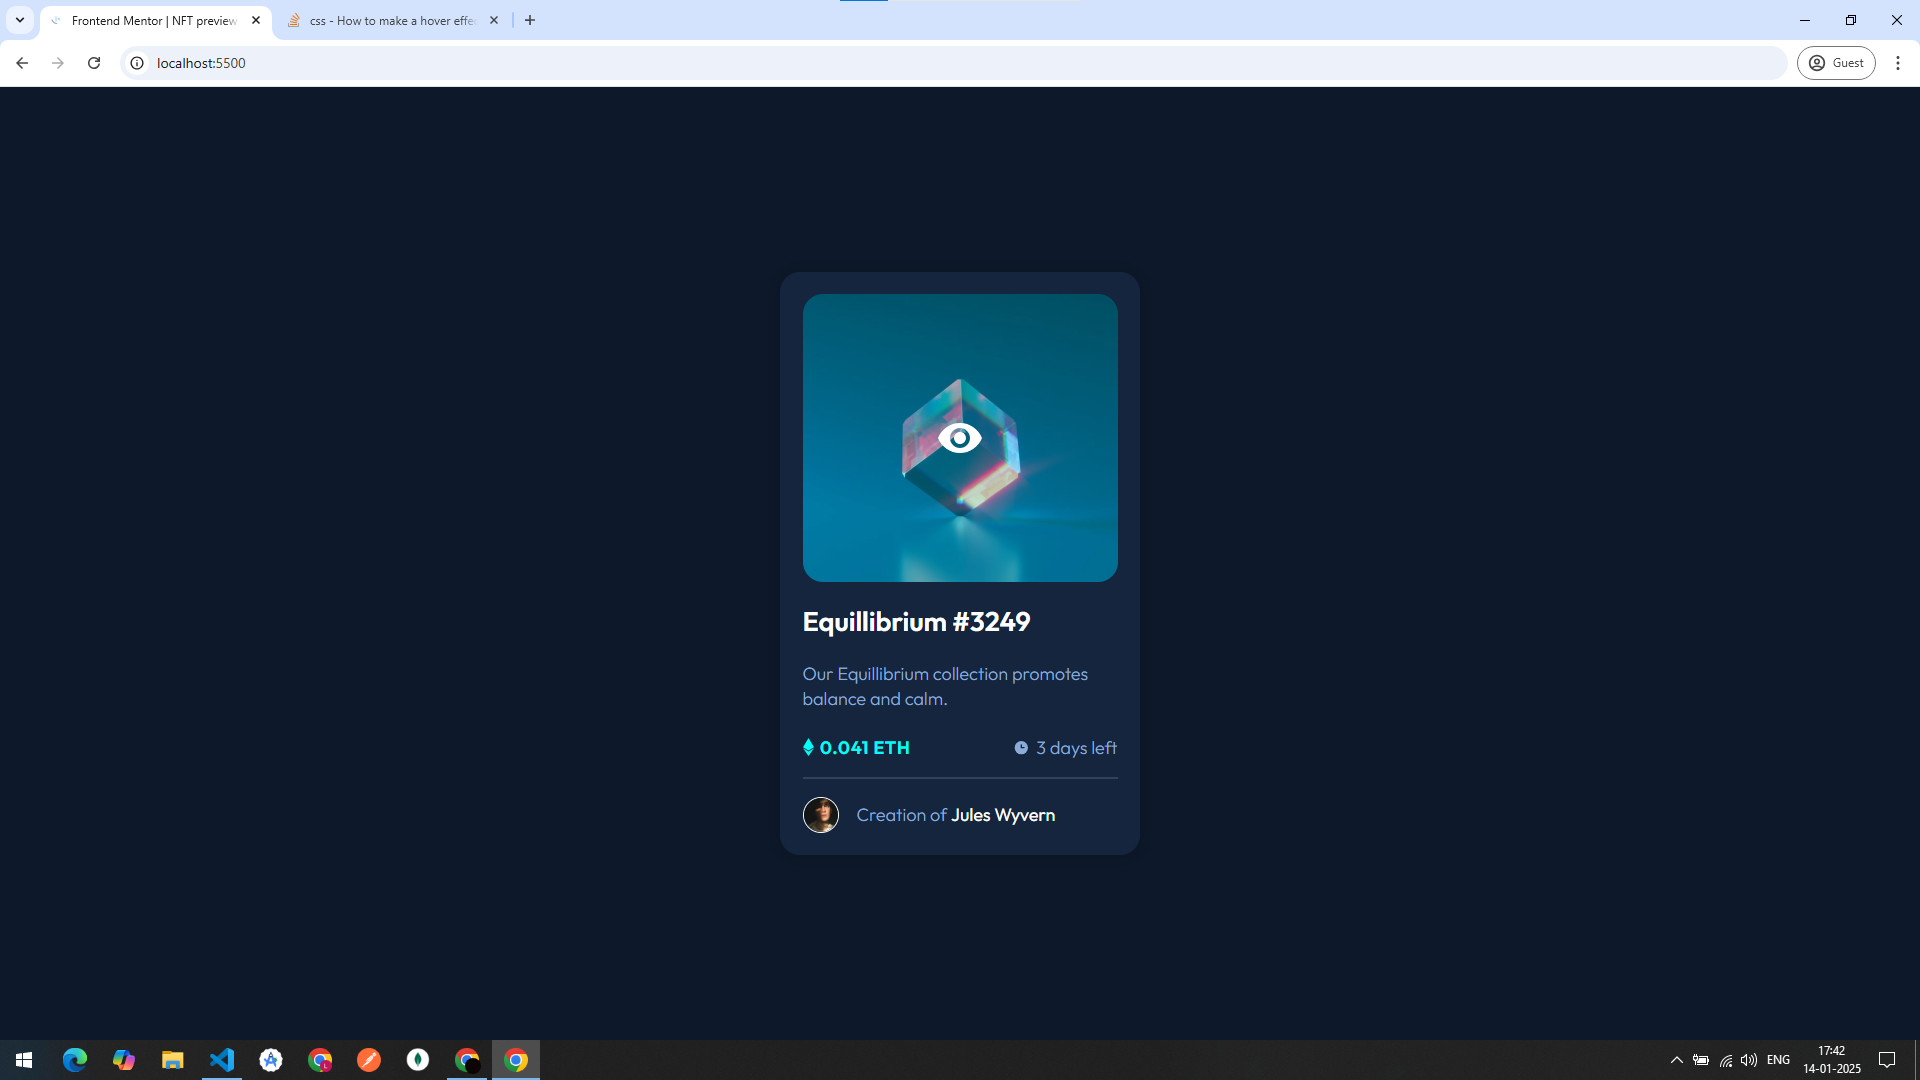 Frontend Mentor | NFT preview
css - How to make a hover effe
localhost:5500
Guest
Equillibrium #3249
Our Equillibrium collection promotes
balance and calm.
0.041 ETH
3 days left
Creation of Jules Wyvern
L
ENG
17:42
14-01-2025